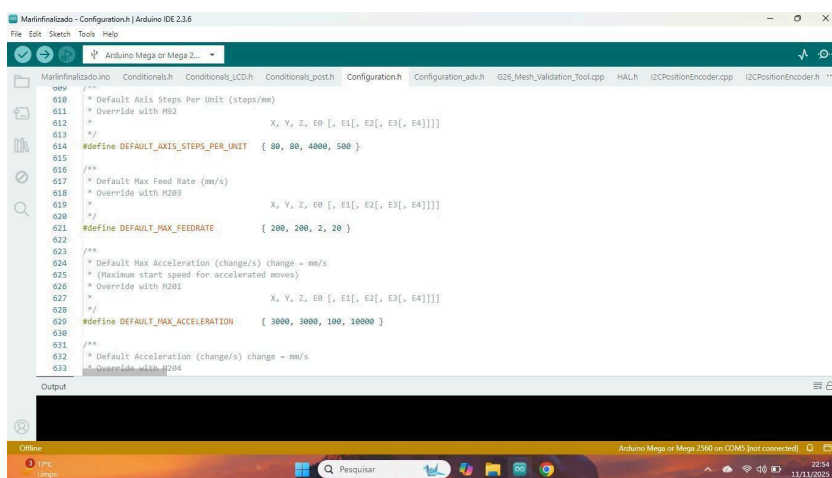 Marlinfinalizado - Configuration.h | Arduino IDE 2.3.6
File Edit Sketch Tools Help
Arduino Mega or Mega 2...
Marlinfinalizado.ino Conditionals.h Conditionals_LCD.h Conditionals_post.h Configuration.h Configuration_adv.h G26_Mesh_Validation_Tool.cpp HAL.h I2CPositionEncoder.cpp I2CPositionEncoder.h ...
609 /**
610 * Default Axis Steps Per Unit (steps/mm)
611 * Override with M92
612 * X, Y, Z, E0 [, E1[, E2[, E3[, E4]]]]
613 */
614 #define DEFAULT_AXIS_STEPS_PER_UNIT { 80, 80, 4000, 500 }
615
616 /**
617 * Default Max Feed Rate (mm/s)
618 * Override with M203
619 * X, Y, Z, E0 [, E1[, E2[, E3[, E4]]]]
620 */
621 #define DEFAULT_MAX_FEEDRATE { 200, 200, 2, 20 }
622
623 /**
624 * Default Max Acceleration (change/s) change = mm/s
625 * (Maximum start speed for accelerated moves)
626 * Override with M201
627 * X, Y, Z, E0 [, E1[, E2[, E3[, E4]]]]
628 */
629 #define DEFAULT_MAX_ACCELERATION { 3000, 3000, 100, 10000 }
630
631 /**
632 * Default Acceleration (change/s) change = mm/s
633 * Override with M204
Output
Offline
Arduino Mega or Mega 2560 on COM5 [not connected]
3
17°C
Limpo
Pesquisar
22:54
11/11/2025